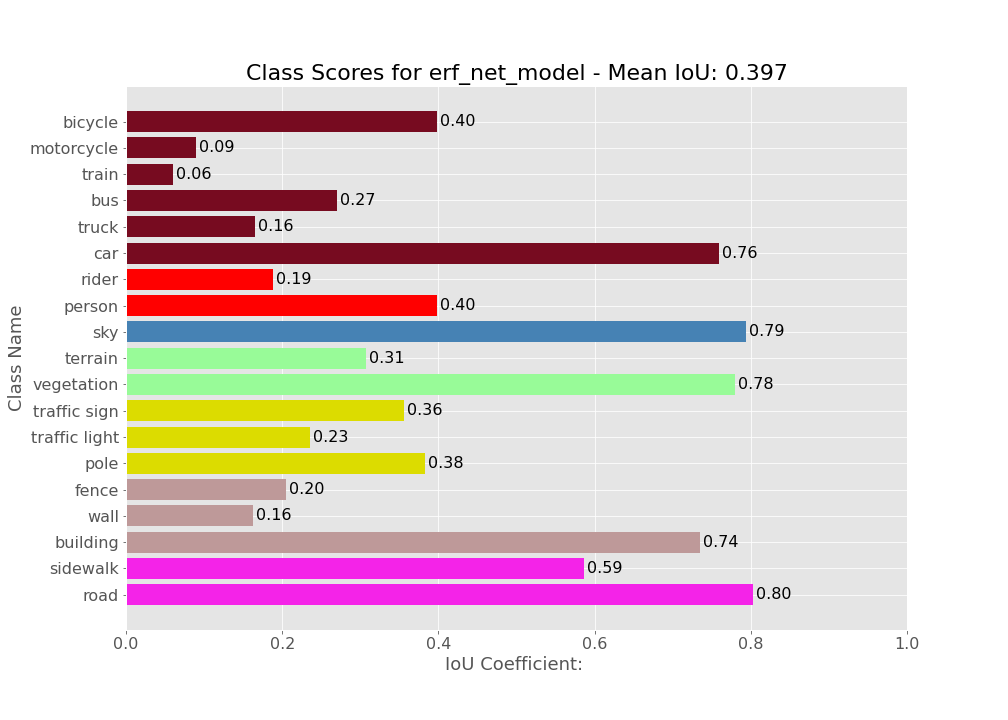 Class Scores for erf_net_model - Mean IoU: 0.397
Class Name
bicycle 0.40
motorcycle 0.09
train 0.06
bus 0.27
truck 0.16
car 0.76
rider 0.19
person 0.40
sky 0.79
terrain 0.31
vegetation 0.78
traffic sign 0.36
traffic light 0.23
pole 0.38
fence 0.20
wall 0.16
building 0.74
sidewalk 0.59
road 0.80
0.0 0.2 0.4 0.6 0.8 1.0
IoU Coefficient: